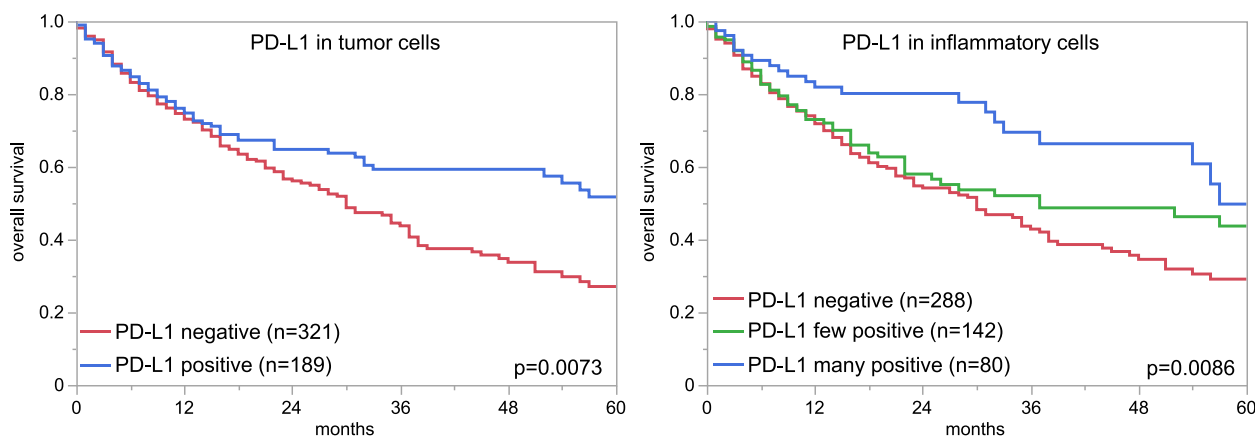 PD-L1 in tumor cells
overall survival
1.0
0.8
0.6
0.4
0.2
0
PD-L1 negative (n=321)
PD-L1 positive (n=189)
p=0.0073
0 12 24 36 48 60
months
PD-L1 in inflammatory cells
overall survival
1.0
0.8
0.6
0.4
0.2
0
PD-L1 negative (n=288)
PD-L1 few positive (n=142)
PD-L1 many positive (n=80)
p=0.0086
0 12 24 36 48 60
months